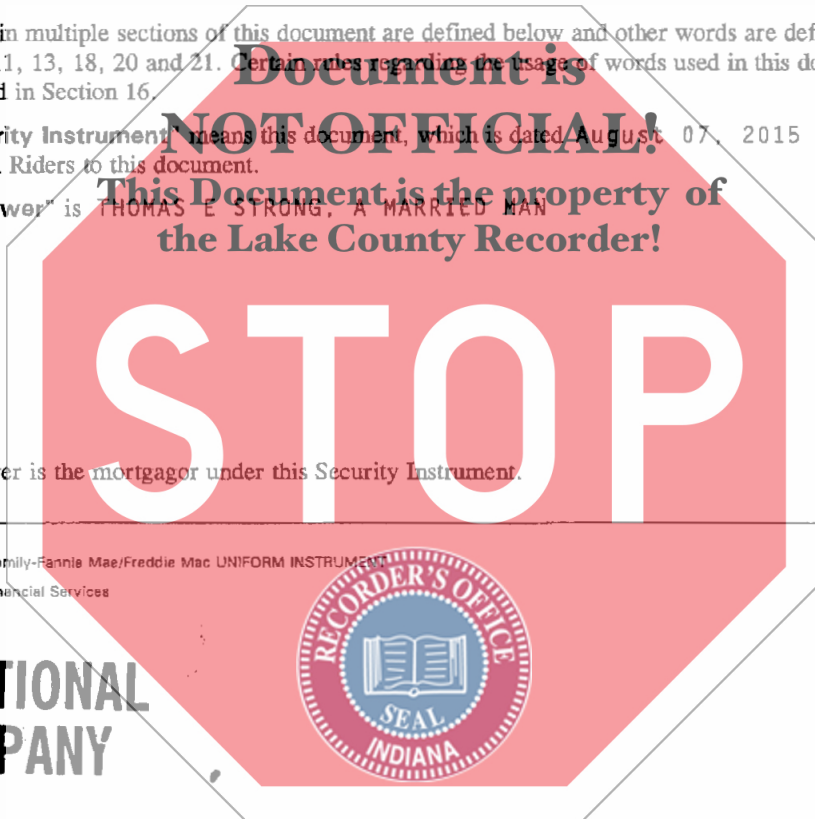 in multiple sections of this document are defined below and other words are def
1, 13, 18, 20 and 21. Certain rules regarding the usage of words used in this do
d in Section 16.
Document is
NOT OFFICIAL!
This Document is the property of
the Lake County Recorder!
rity Instrument" means this document, which is dated August 07, 2015
Riders to this document.
wer" is THOMAS E STRONG, A MARRIED MAN
STOP
er is the mortgagor under this Security Instrument.
mily-Fannie Mae/Freddie Mac UNIFORM INSTRUMENT
nancial Services
TIONAL
PANY
RECORDER'S OFFICE
SEAL
INDIANA